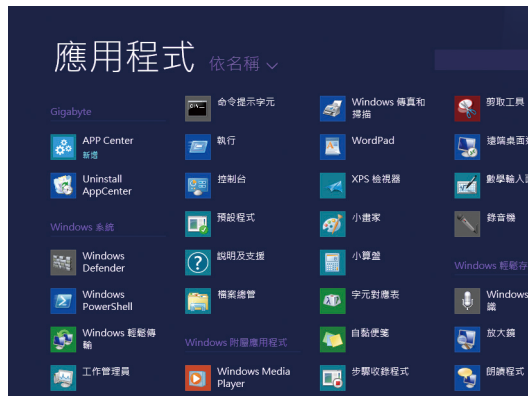 應用程式 依名稱
Gigabyte
APP Center
新增
Uninstall
AppCenter
Windows 系統
Windows
Defender
Windows
PowerShell
Windows 輕鬆傳
輸
工作管理員
命令提示字元
執行
控制台
預設程式
說明及支援
檔案總管
Windows 附屬應用程式
Windows Media
Player
Windows 傳真和
掃描
WordPad
XPS 檢視器
小畫家
小算盤
字元對應表
自黏便箋
步驟收錄程式
剪取工具
遠端桌面
數學輸入
錄音機
Windows 輕鬆存
Windows
識
放大鏡
朗讀程式